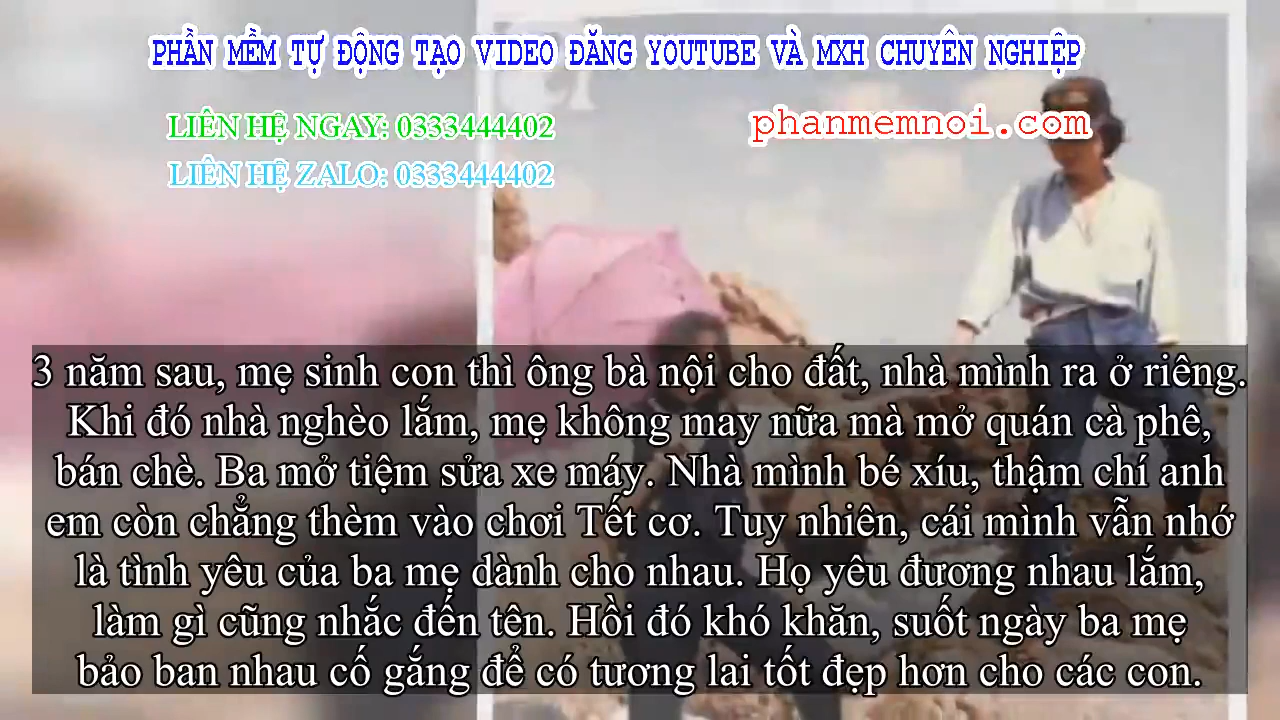 PHẦN MỀM TỰ ĐỘNG TẠO VIDEO ĐĂNG YOUTUBE VÀ MXH CHUYÊN NGHIỆP
LIÊN HỆ NGAY: 0333444402
phanmemnoi.com
LIÊN HỆ ZALO: 0333444402
3 năm sau, mẹ sinh con thì ông bà nội cho đất, nhà mình ra ở riêng.
Khi đó nhà nghèo lắm, mẹ không may nữa mà mở quán cà phê,
bán chè. Ba mở tiệm sửa xe máy. Nhà mình bé xíu, thậm chí anh
em còn chẳng thèm vào chơi Tết cơ. Tuy nhiên, cái mình vẫn nhớ
là tình yêu của ba mẹ dành cho nhau. Họ yêu đương nhau lắm,
làm gì cũng nhắc đến tên. Hồi đó khó khăn, suốt ngày ba mẹ
bảo ban nhau cố gắng để có tương lai tốt đẹp hơn cho các con.